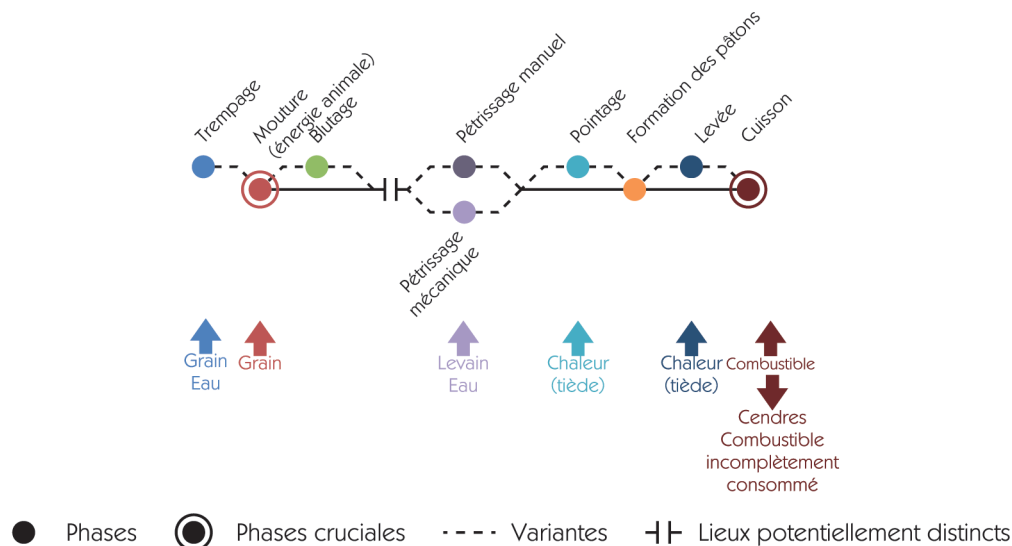 Trempage
Mouture
(énergie animale)
Blutage
Pétrissage manuel
Pointage
Formation des pâtons
Levée
Cuisson
Pétrissage
mécanique
Grain
Eau
Grain
Levain
Eau
Chaleur
(tiède)
Chaleur
(tiède)
Combustible
Cendres
Combustible
incomplètement
consommé
Phases
Phases cruciales
Variantes
Lieux potentiellement distincts